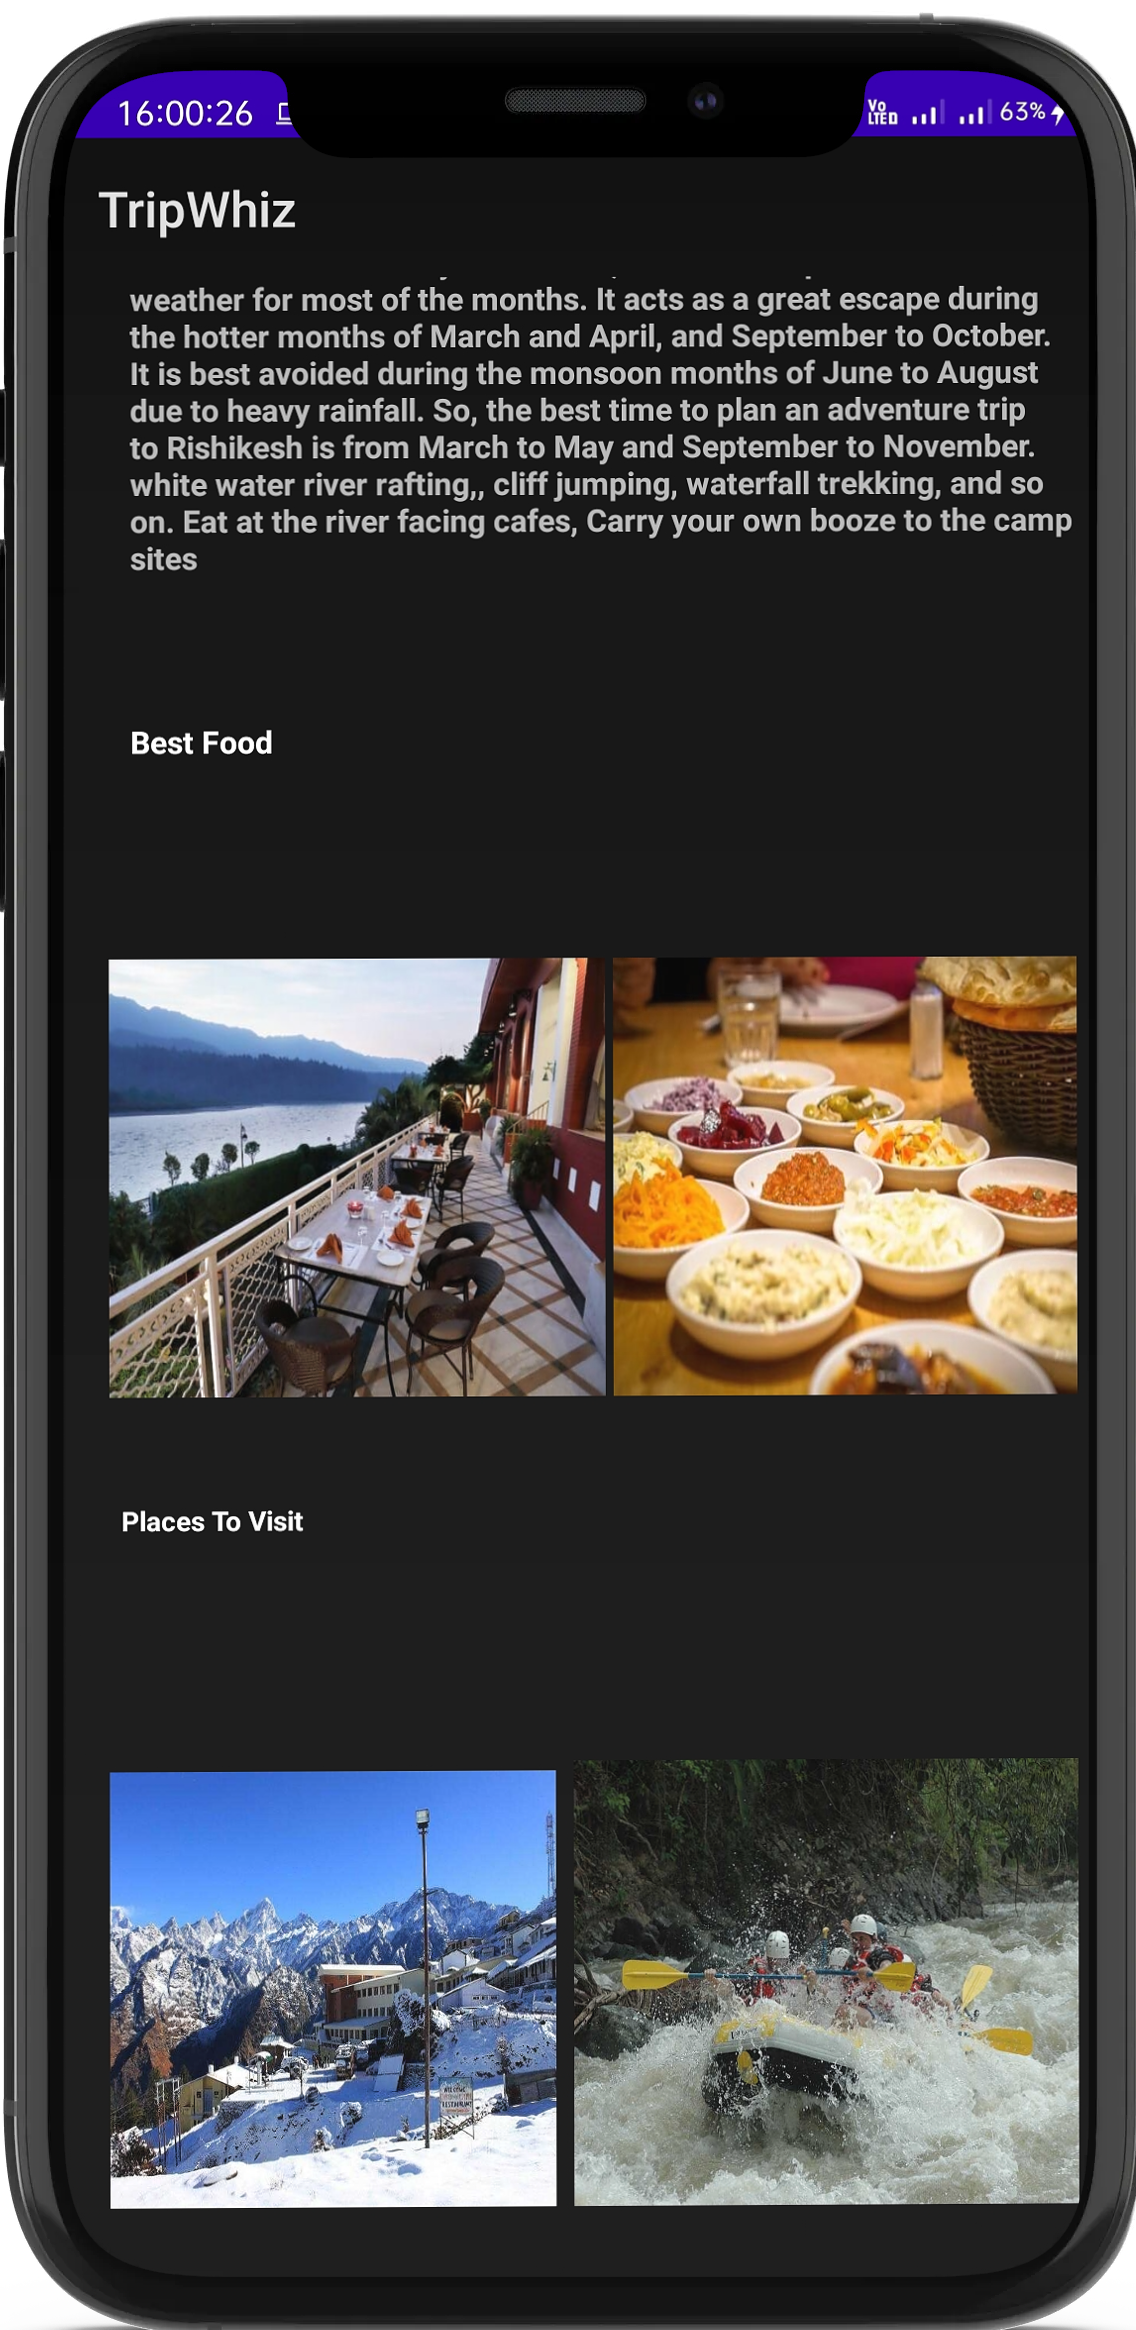 16:00:26
Vo LTED 63%
TripWhiz
weather for most of the months. It acts as a great escape during
the hotter months of March and April, and September to October.
It is best avoided during the monsoon months of June to August
due to heavy rainfall. So, the best time to plan an adventure trip
to Rishikesh is from March to May and September to November.
white water river rafting,, cliff jumping, waterfall trekking, and so
on. Eat at the river facing cafes, Carry your own booze to the camp
sites
Best Food
Places To Visit
WELCOME
RESTAURANT